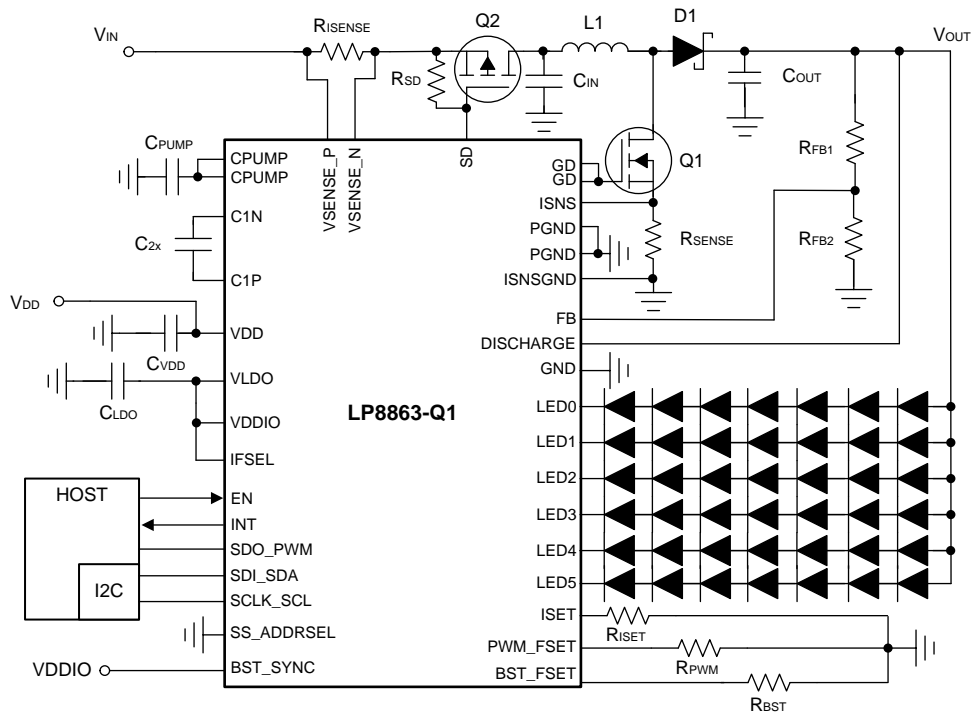 VIN
RISENSE
Q2
L1
D1
VOUT
RSD
CIN
COUT
CPUMP
CPUMP
CPUMP
VSENSE_P
VSENSE_N
SD
GD
GD
Q1
RFB1
ISNS
C1N
PGND
RSENSE
RFB2
C2x
PGND
C1P
ISNSGND
VDD
FB
VDD
DISCHARGE
CVDD
GND
VLDO
CLDO
LP8863-Q1
LED0
VDDIO
LED1
IFSEL
LED2
HOST
EN
LED3
INT
SDO_PWM
LED4
I2C
SDI_SDA
LED5
SCLK_SCL
ISET
SS_ADDRSEL
RISET
PWM_FSET
VDDIO
BST_SYNC
RPWM
BST_FSET
RBST